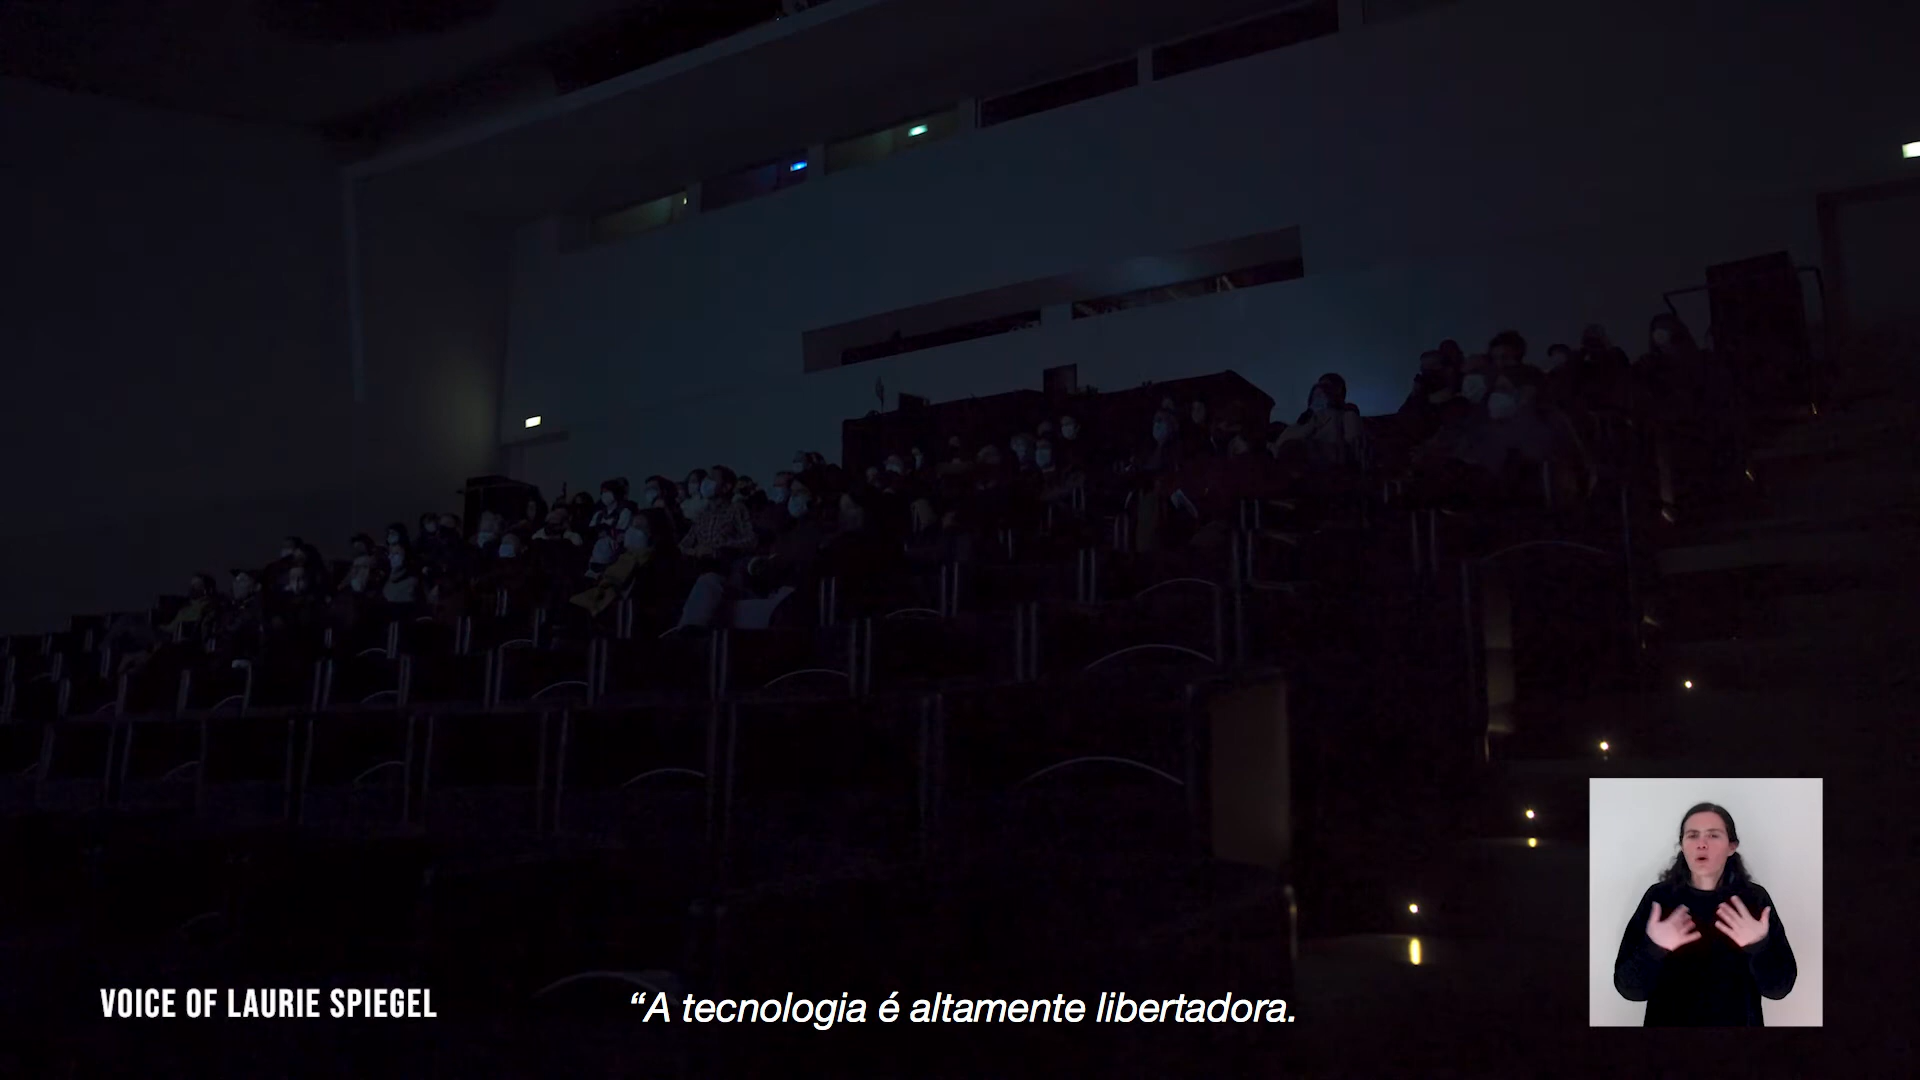 VOICE OF LAURIE SPIEGEL
“A tecnologia é altamente libertadora.